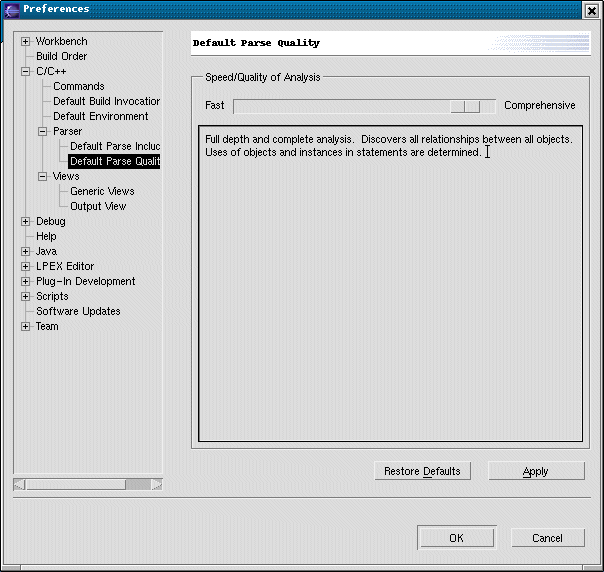 Preferences
Workbench
Build Order
C/C++
Commands
Default Build Invocation
Default Environment
Parser
Default Parse Includ
Default Parse Qualit
Views
Generic Views
Output View
Debug
Help
Java
LPEX Editor
Plug-In Development
Scripts
Software Updates
Team
Default Parse Quality
Speed/Quality of Analysis
Fast
Comprehensive
Full depth and complete analysis.  Discovers all relationships between all objects.
Uses of objects and instances in statements are determined.
Restore Defaults
Apply
OK
Cancel